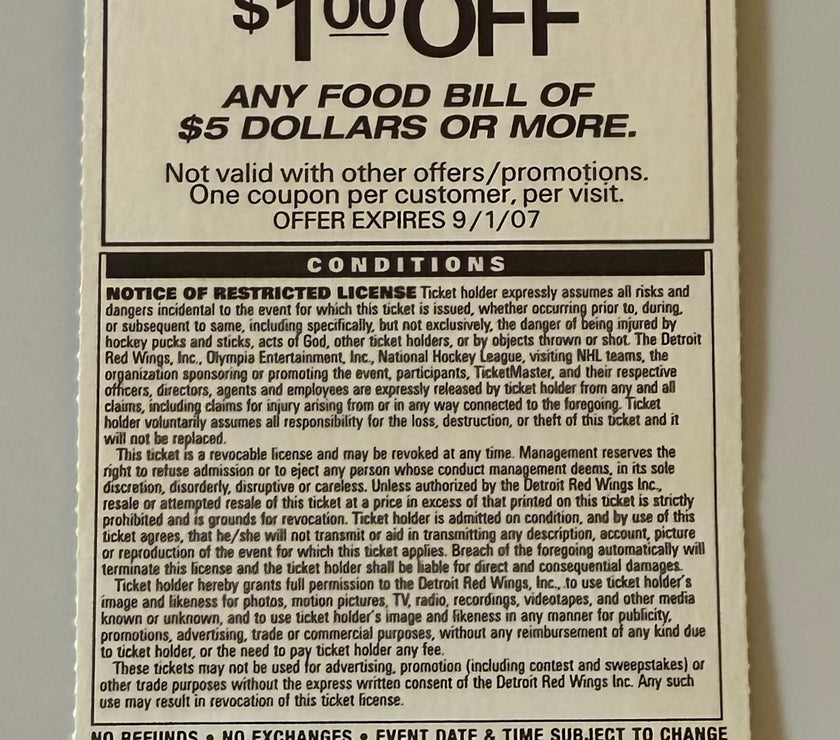 $1.00 OFF
ANY FOOD BILL OF
$5 DOLLARS OR MORE.
Not valid with other offers/promotions.
One coupon per customer, per visit.
OFFER EXPIRES 9/1/07
CONDITIONS
NOTICE OF RESTRICTED LICENSE Ticket holder expressly assumes all risks and
dangers incidental to the event for which this ticket is issued, whether occurring prior to, during,
or subsequent to same, including specifically, but not exclusively, the danger of being injured by
hockey pucks and sticks, acts of God, other ticket holders, or by objects thrown or shot. The Detroit
Red Wings, Inc., Olympia Entertainment, Inc., National Hockey League, visiting NHL teams, the
organization sponsoring or promoting the event, participants, TicketMaster, and their respective
officers, directors, agents and employees are expressly released by ticket holder from any and all
claims, including claims for injury arising from or in any way connected to the foregoing. Ticket
holder voluntarily assumes all responsibility for the loss, destruction, or theft of this ticket and it
will not be replaced.
This ticket is a revocable license and may be revoked at any time. Management reserves the
right to refuse admission or to eject any person whose conduct management deems, in its sole
discretion, disorderly, disruptive or careless. Unless authorized by the Detroit Red Wings Inc.,
resale or attempted resale of this ticket at a price in excess of that printed on this ticket is strictly
prohibited and is grounds for revocation. Ticket holder is admitted on condition, and by use of this
ticket agrees, that he/she will not transmit or aid in transmitting any description, account, picture
or reproduction of the event for which this ticket applies. Breach of the foregoing automatically will
terminate this license and the ticket holder shall be liable for direct and consequential damages.
Ticket holder hereby grants full permission to the Detroit Red Wings, Inc., to use ticket holder's
image and likeness for photos, motion pictures, TV, radio, recordings, videotapes, and other media
known or unknown, and to use ticket holder's image and likeness in any manner for publicity,
promotions, advertising, trade or commercial purposes, without any reimbursement of any kind due
to ticket holder, or the need to pay ticket holder any fee.
These tickets may not be used for advertising, promotion (including contest and sweepstakes) or
other trade purposes without the express written consent of the Detroit Red Wings Inc. Any such
use may result in revocation of this ticket license.
NO REFUNDS • NO EXCHANGES • EVENT DATE & TIME SUBJECT TO CHANGE